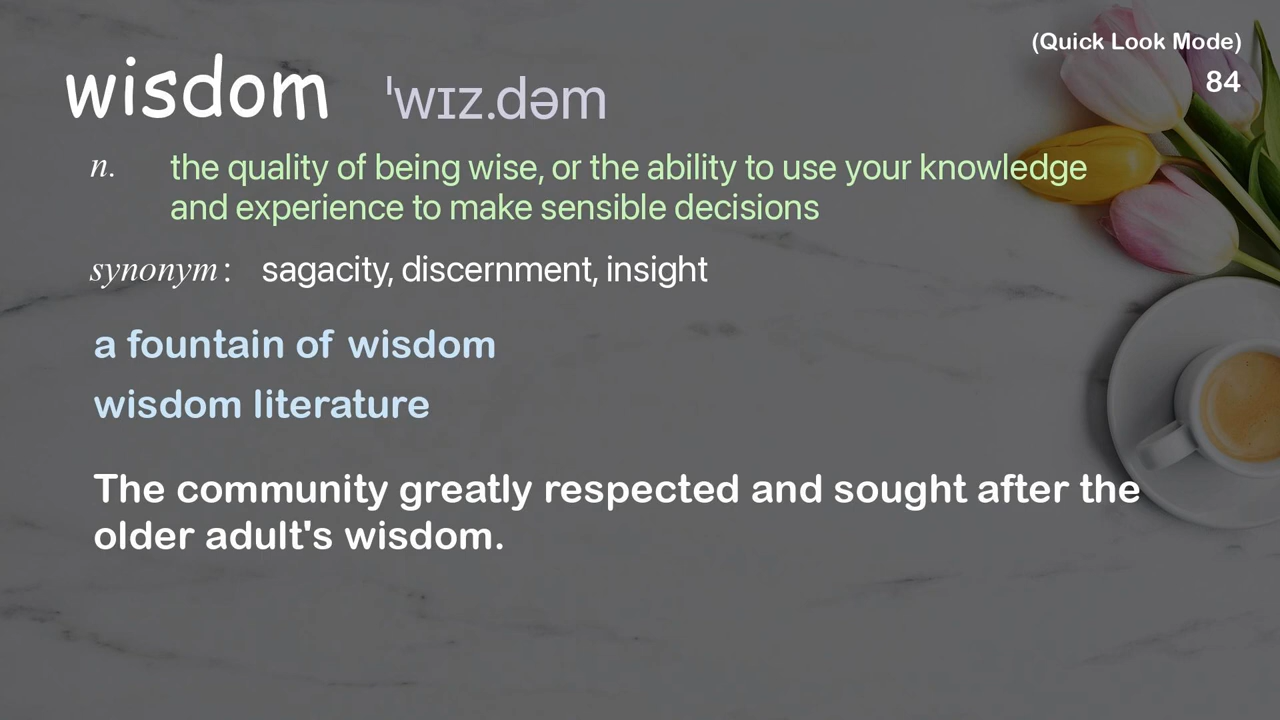 (Quick Look Mode)
84
wisdom ˈwɪz.dəm
n. the quality of being wise, or the ability to use your knowledge
and experience to make sensible decisions
synonym: sagacity, discernment, insight
a fountain of wisdom
wisdom literature
The community greatly respected and sought after the
older adult's wisdom.